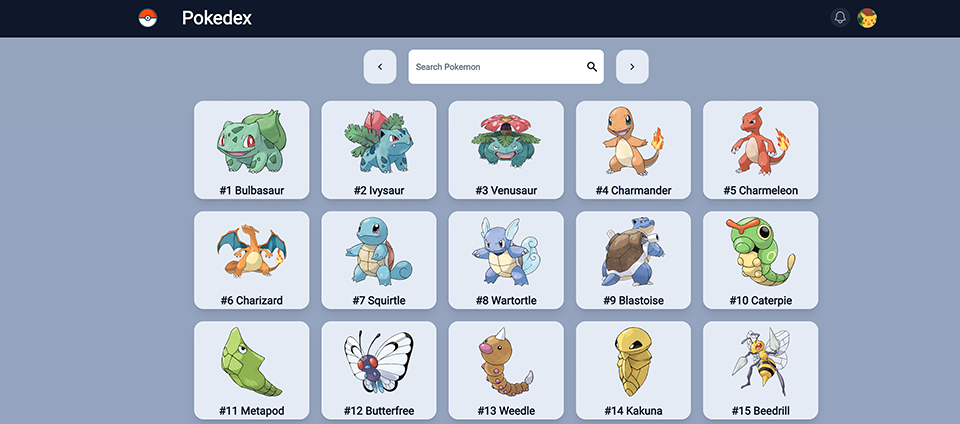 Pokedex
Search Pokemon
#1 Bulbasaur
#2 Ivysaur
#3 Venusaur
#4 Charmander
#5 Charmeleon
#6 Charizard
#7 Squirtle
#8 Wartortle
#9 Blastoise
#10 Caterpie
#11 Metapod
#12 Butterfree
#13 Weedle
#14 Kakuna
#15 Beedrill